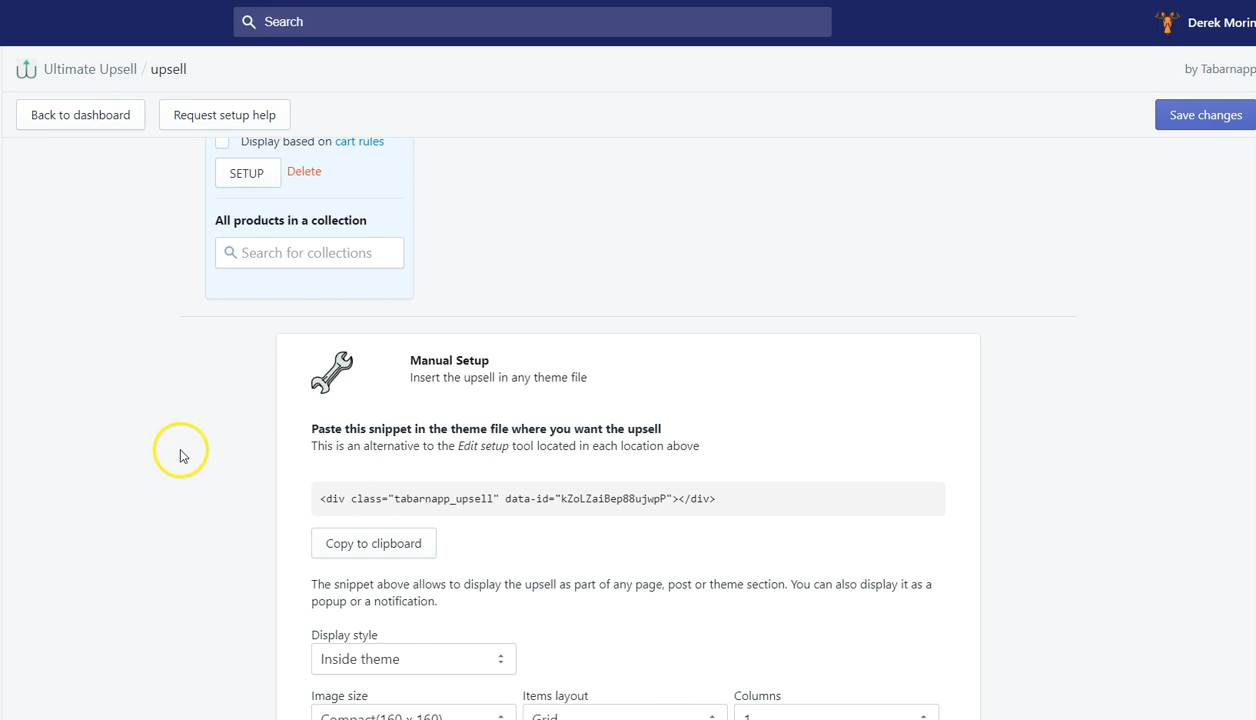 Search
Derek Morin
Ultimate Upsell / upsell
by Tabarnapp
Back to dashboard
Request setup help
Save changes
Display based on cart rules
SETUP
Delete
All products in a collection
Search for collections
Manual Setup
Insert the upsell in any theme file
Paste this snippet in the theme file where you want the upsell
This is an alternative to the Edit setup tool located in each location above
<div class="tabarnapp_upsell" data-id="kZoLZaiBep88ujwpP"></div>
Copy to clipboard
The snippet above allows to display the upsell as part of any page, post or theme section. You can also display it as a
popup or a notification.
Display style
Inside theme
Image size
Items layout
Columns
Compact(160 x 160)
Grid
1